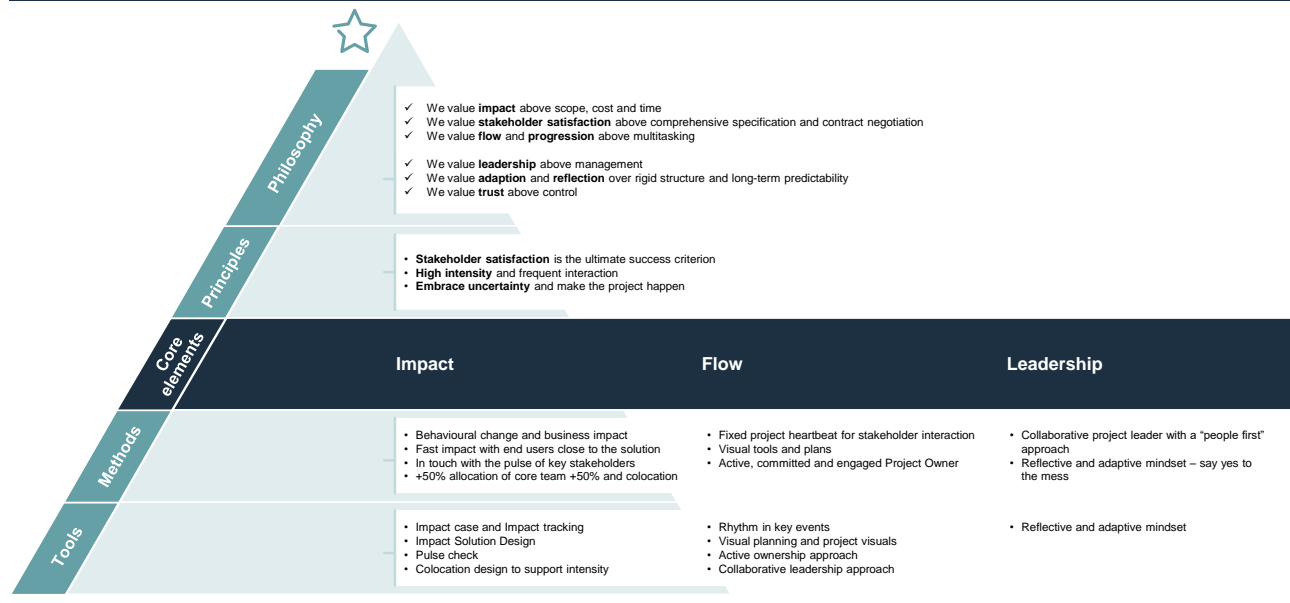 Philosophy
✓ We value impact above scope, cost and time
✓ We value stakeholder satisfaction above comprehensive specification and contract negotiation
✓ We value flow and progression above multitasking
✓ We value leadership above management
✓ We value adaption and reflection over rigid structure and long-term predictability
✓ We value trust above control
Principles
• Stakeholder satisfaction is the ultimate success criterion
• High intensity and frequent interaction
• Embrace uncertainty and make the project happen
Core
elements
Impact
Flow
Leadership
Methods
• Behavioural change and business impact
• Fast impact with end users close to the solution
• In touch with the pulse of key stakeholders
• +50% allocation of core team +50% and colocation
• Fixed project heartbeat for stakeholder interaction
• Visual tools and plans
• Active, committed and engaged Project Owner
• Collaborative project leader with a “people first”
approach
• Reflective and adaptive mindset – say yes to
the mess
Tools
• Impact case and Impact tracking
• Impact Solution Design
• Pulse check
• Colocation design to support intensity
• Rhythm in key events
• Visual planning and project visuals
• Active ownership approach
• Collaborative leadership approach
• Reflective and adaptive mindset